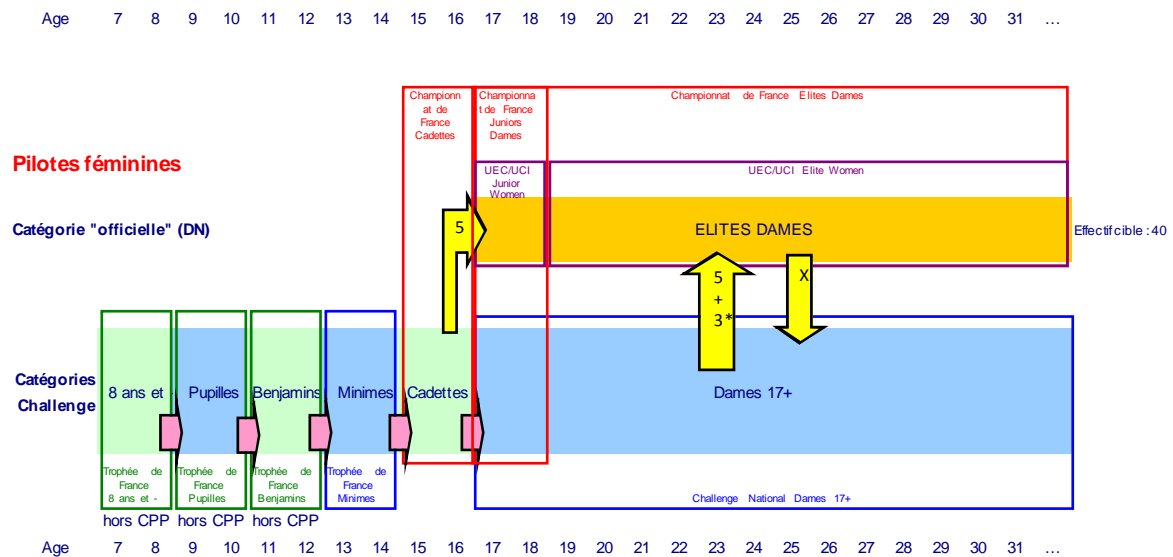 Age 7 8 9 10 11 12 13 14 15 16 17 18 19 20 21 22 23 24 25 26 27 28 29 30 31 …
Championn
at de
France
Cadettes
Championna
t de France
Juniors
Dames
Championnat de France Elites Dames
Pilotes féminines
UEC/UCI
Junior
Women
UEC/UCI Elite Women
Catégorie "officielle" (DN)
5
ELITES DAMES
Effectif cible : 40
5
+
3*
X
Catégories
Challenge
8 ans et -
Pupilles
Benjamins
Minimes
Cadettes
Dames 17+
Trophée de
France
8 ans et -
Trophée de
France
Pupilles
Trophée de
France
Benjamins
Trophée de
France
Minimes
Challenge National Dames 17+
hors CPP hors CPP hors CPP
Age 7 8 9 10 11 12 13 14 15 16 17 18 19 20 21 22 23 24 25 26 27 28 29 30 31 …